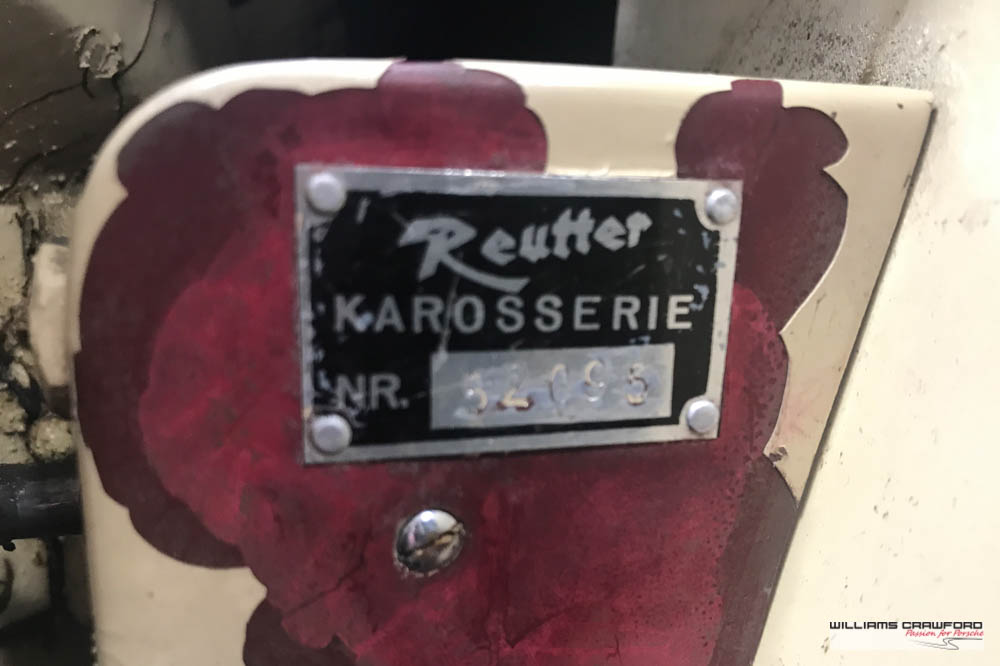 Reutter
KAROSSERIE
NR.
WILLIAMS CRAWFORD
Passion for Porsche